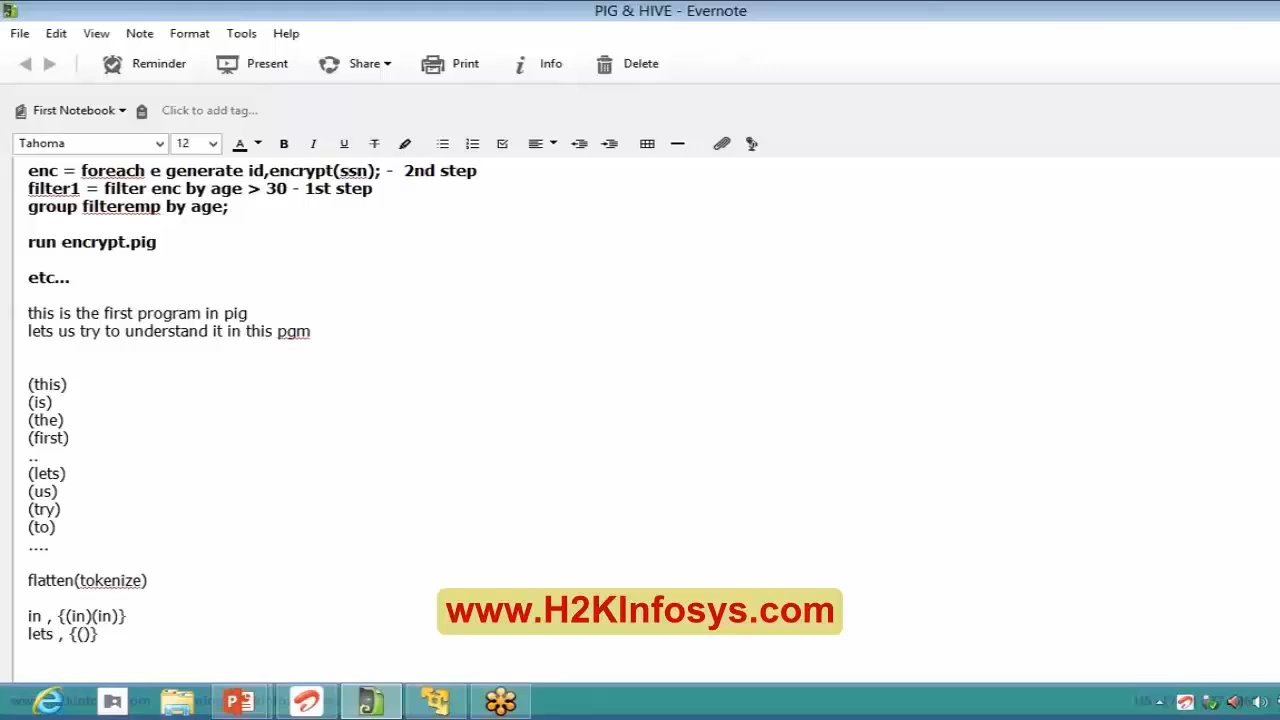 PIG & HIVE - Evernote
File Edit View Note Format Tools Help
Reminder Present Share Print Info Delete
First Notebook Click to add tag...
Tahoma 12 A B I U T
enc = foreach e generate id,encrypt(ssn); - 2nd step
filter1 = filter enc by age > 30 - 1st step
group filteremp by age;
run encrypt.pig
etc...
this is the first program in pig
lets us try to understand it in this pgm
(this)
(is)
(the)
(first)
..
(lets)
(us)
(try)
(to)
....
flatten(tokenize)
in , {(in)(in)}
lets , {()}
www.H2KInfosys.com